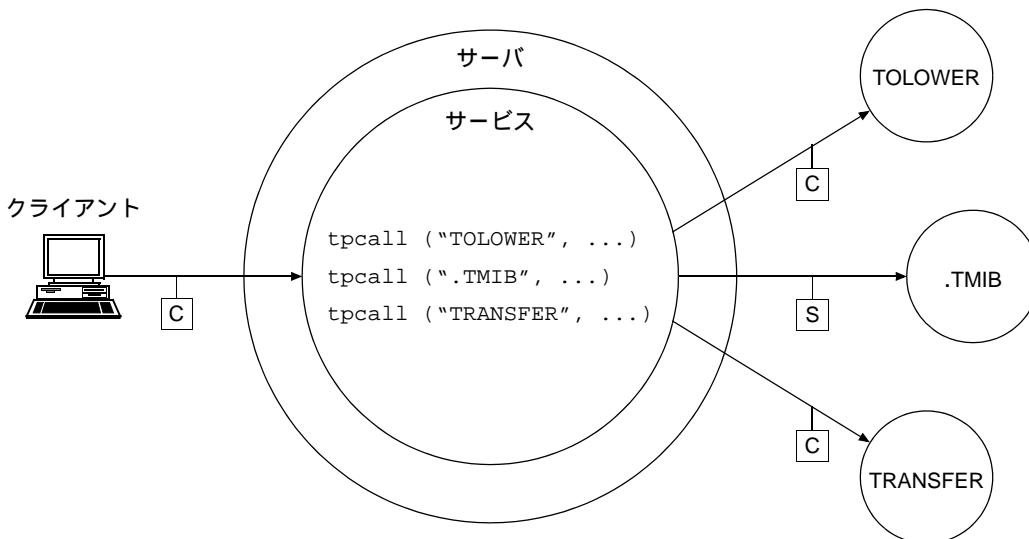 サーバ
サービス
TOLOWER
C
クライアント
C
tpcall (“TOLOWER”, ...)
tpcall (“.TMIB”, ...)
tpcall (“TRANSFER”, ...)
.TMIB
S
C
TRANSFER